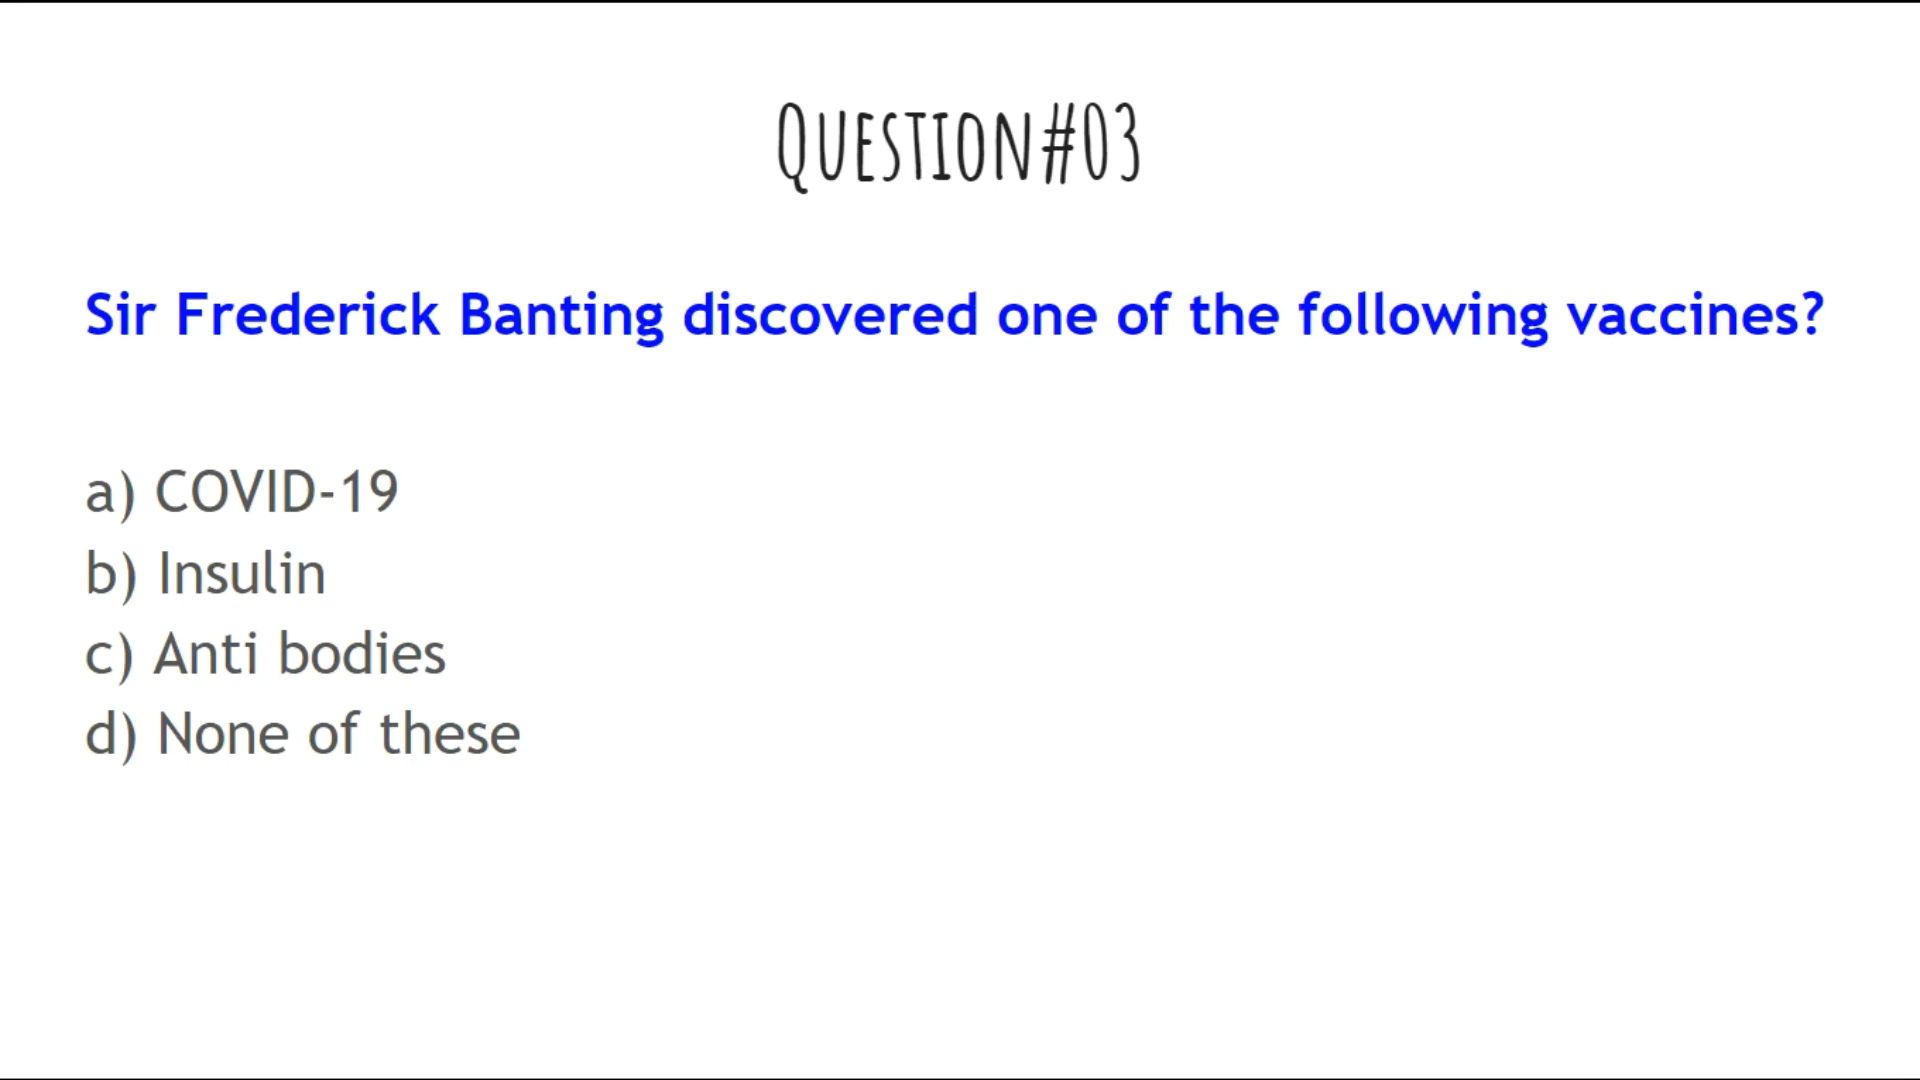 Question#03
Sir Frederick Banting discovered one of the following vaccines?
a) COVID-19
b) Insulin
c) Anti bodies
d) None of these